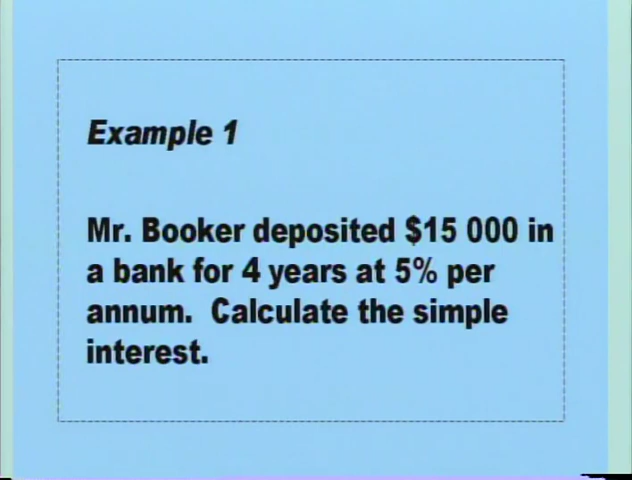 Example 1
Mr. Booker deposited $15 000 in
a bank for 4 years at 5% per
annum.  Calculate the simple
interest.